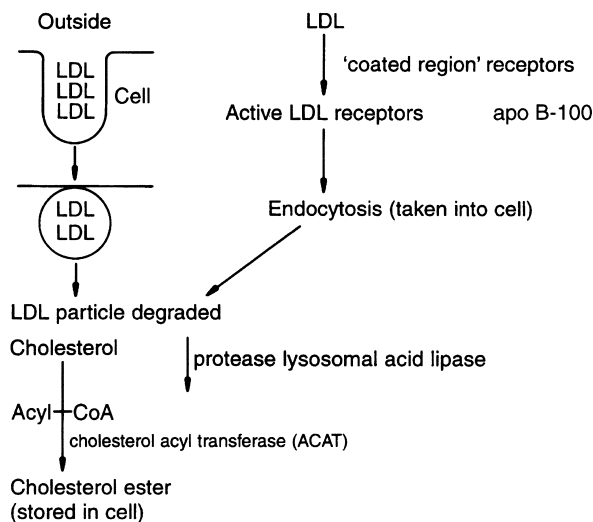 Outside
LDL
LDL
LDL
Cell
LDL
LDL
LDL
'coated region' receptors
Active LDL receptors
apo B-100
Endocytosis (taken into cell)
LDL particle degraded
Cholesterol
protease lysosomal acid lipase
Acyl CoA
cholesterol acyl transferase (ACAT)
Cholesterol ester
(stored in cell)